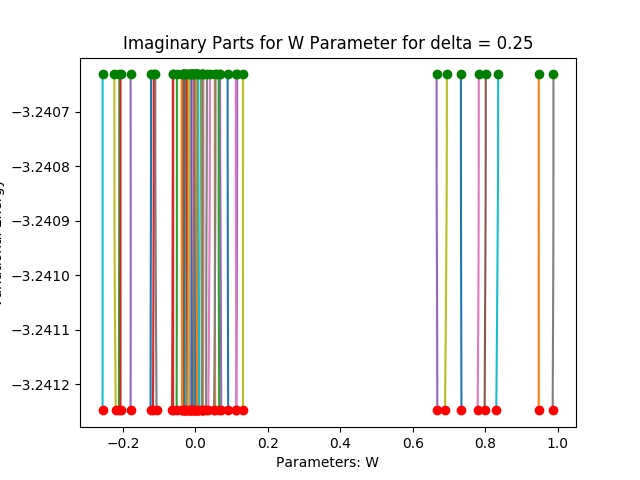 Imaginary Parts for W Parameter for delta = 0.25
−3.2407
−3.2408
−3.2409
−3.2410
−3.2411
−3.2412
−0.2 0.0 0.2 0.4 0.6 0.8 1.0
Parameters: W